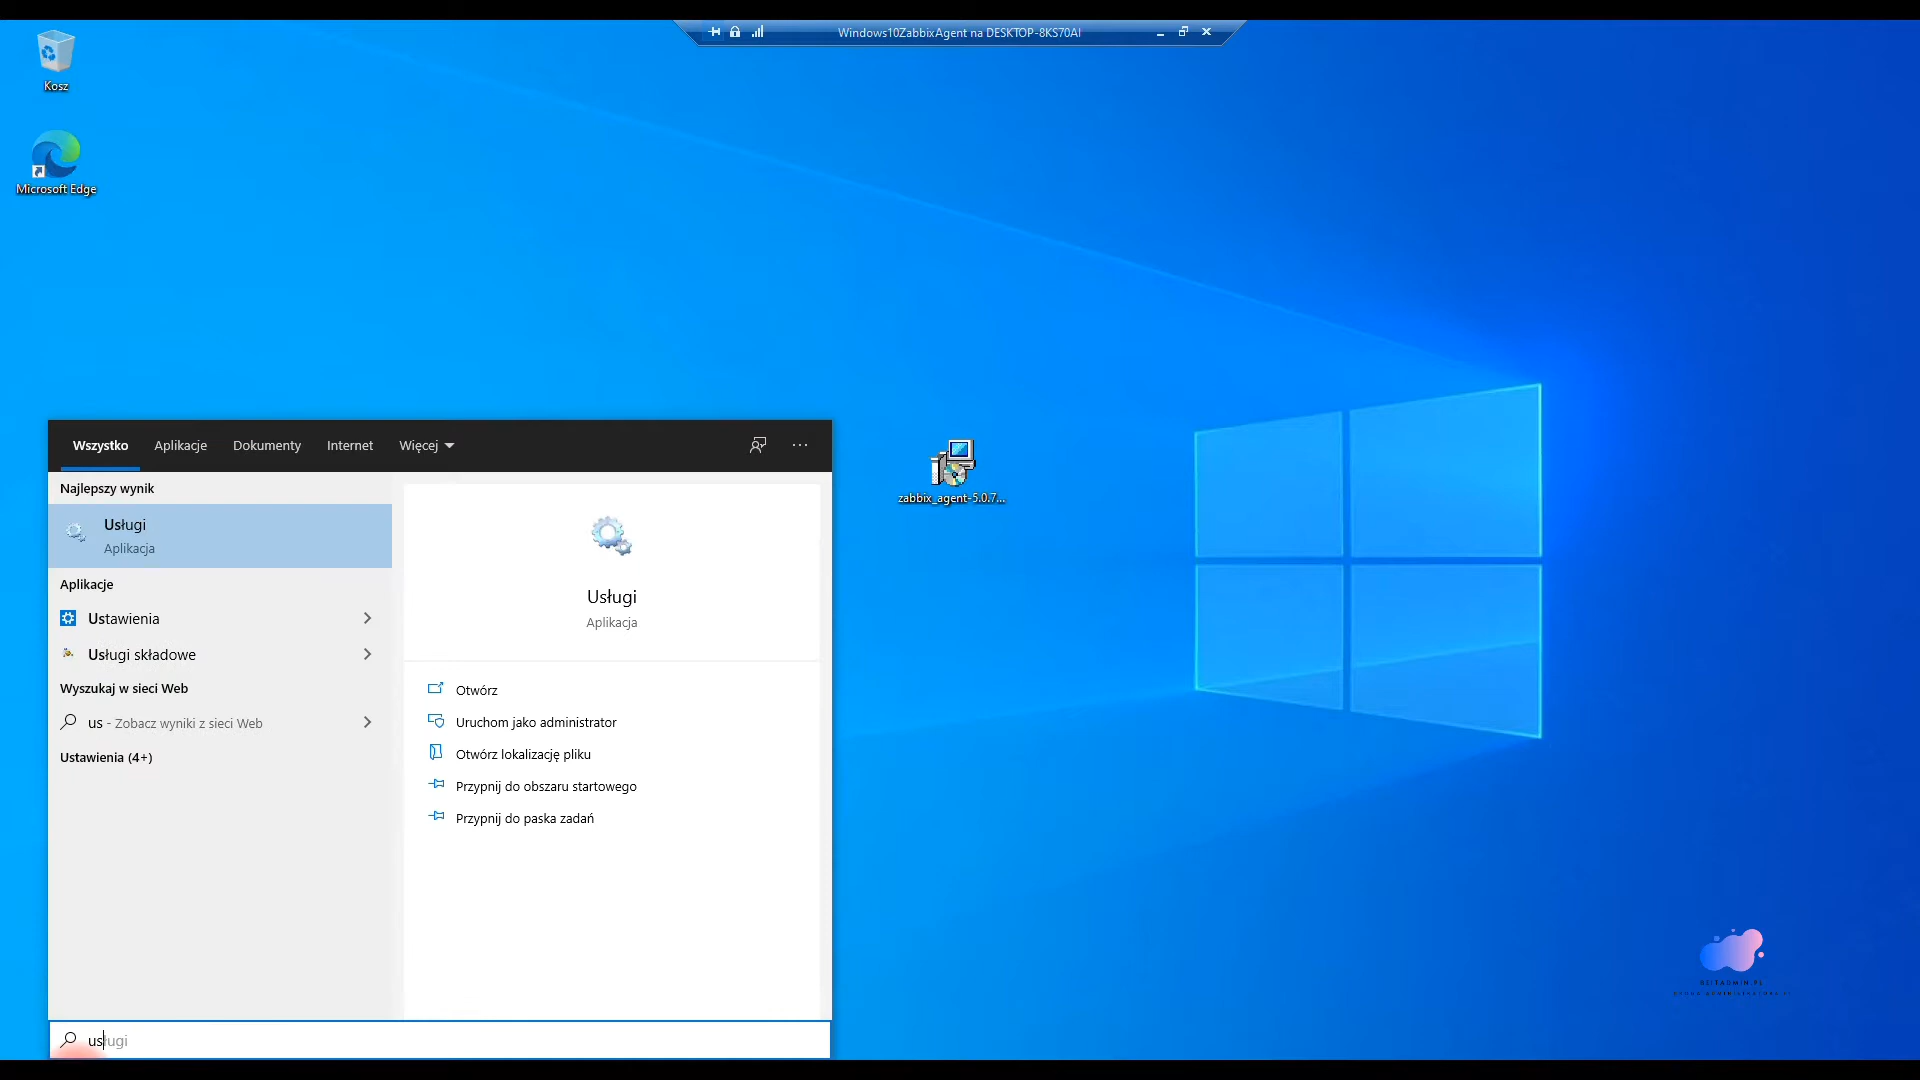 Windows10ZabbixAgent na DESKTOP-8KS70AI
Kosz
Microsoft Edge
Wszystko
Aplikacje
Dokumenty
Internet
Więcej
Najlepszy wynik
Usługi
Aplikacja
Aplikacje
Ustawienia
Usługi składowe
Wyszukaj w sieci Web
us - Zobacz wyniki z sieci Web
Ustawienia (4+)
Usługi
Aplikacja
Otwórz
Uruchom jako administrator
Otwórz lokalizację pliku
Przypnij do obszaru startowego
Przypnij do paska zadań
zabbix_agent-5.0.7...
usługi